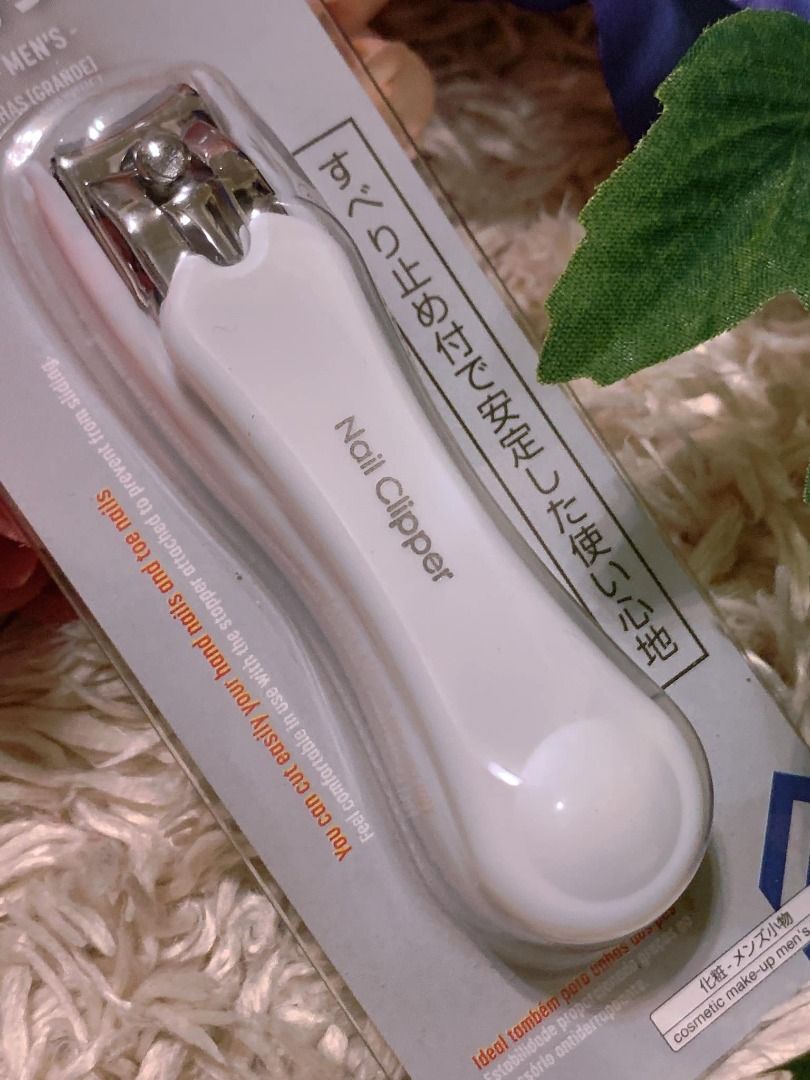 MEN'S -
[GRANDE]
すべり止め付で安定した使い心地
Nail Clipper
You can cut easily your hand nails and toe nails
Feel comfortable in use with the stopper attached to prevent from sliding.
Ideal também para unhas dos pés
Estabilidade
antiderrapante
化粧-メンズ小物
cosmetic make-up men's